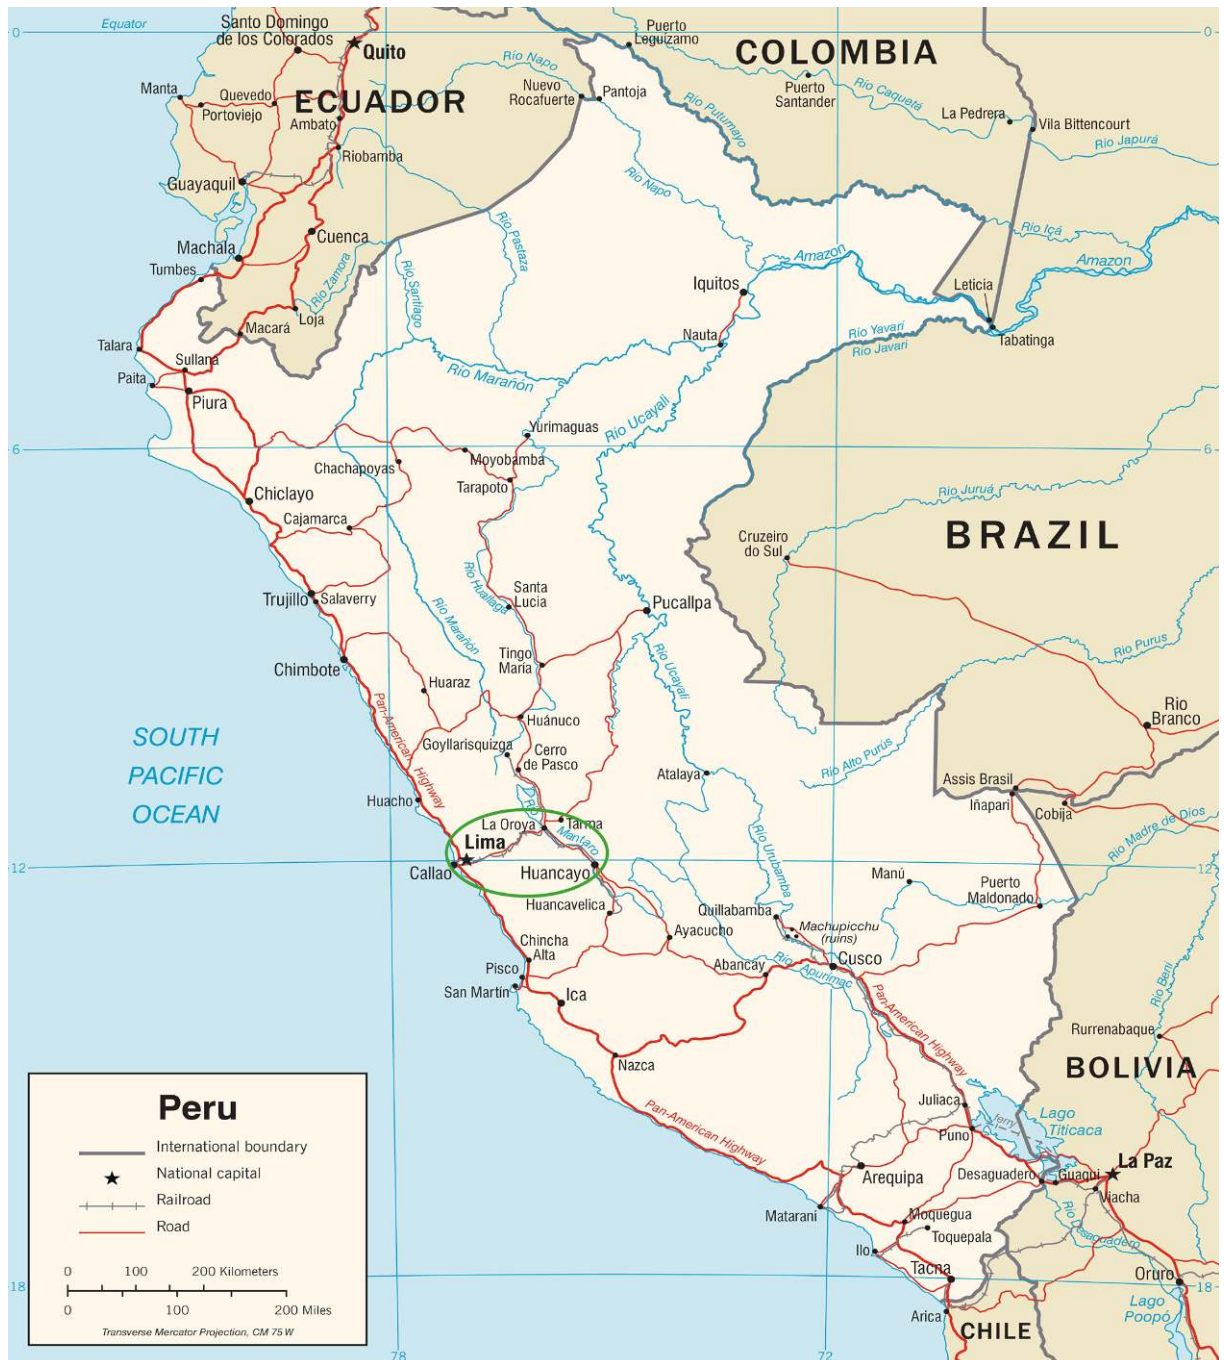 Equator
0
0
Santo Domingo
de los Colorados
Quito
Puerto
Leguizamo
COLOMBIA
Río Napo
Manta
Quevedo
Portoviejo
ECUADOR
Ambato
Nuevo
Rocafuerte
Pantoja
Río Putumayo
Puerto
Santander
Río Caquetá
La Pedrera
Vila Bittencourt
Rio Japurá
Riobamba
Guayaquil
Río Napo
Cuenca
Río Pastaza
Rio Içá
Machala
Tumbes
Río Zamora
Río Santiago
Amazon
Amazon
Iquitos
Leticia
Loja
Macará
Nauta
Río Yavarí
Rio Javari
Tabatinga
Talara
Sullana
Paita
Piura
Río Marañón
Río Ucayali
Yurimaguas
6
6
Chachapoyas
Moyobamba
Tarapoto
Chiclayo
Cajamarca
Rio Juruá
BRAZIL
Cruzeiro
do Sul
Río Huallaga
Santa
Lucia
Trujillo
Salaverry
Río Marañón
Pucallpa
Chimbote
Tingo
María
Río Ucayali
Rio Purus
Huaraz
Pan-American Highway
Huánuco
Rio
Branco
SOUTH
PACIFIC
OCEAN
Goyllarisquizga
Cerro
de Pasco
Atalaya
Río Alto Purús
Assis Brasil
Iñapari
Cobija
Huacho
Río
Mantaro
La Oroya
Tarma
Río Urubamba
Río Madre de Dios
Lima
Callao
Huancayo
12
12
Manú
Puerto
Maldonado
Huancavelica
Quillabamba
Machupicchu
(ruins)
Ayacucho
Chincha
Alta
Abancay
Río Apurímac
Cusco
Pisco
San Martín
Ica
Pan-American Highway
Río Beni
Rurrenabaque
Nazca
BOLIVIA
Pan-American Highway
Juliaca
Puno
ferry
Lago
Titicaca
Arequipa
Desaguadero
Guaqui
La Paz
Viacha
Matarani
Moquegua
Toquepala
Río Desaguadero
Ilo
Tacna
Oruro
18
18
Arica
CHILE
Lago
Poopó
78
72
Peru
International boundary
National capital
Railroad
Road
0 100 200 Kilometers
0 100 200 Miles
Transverse Mercator Projection, CM 75 W